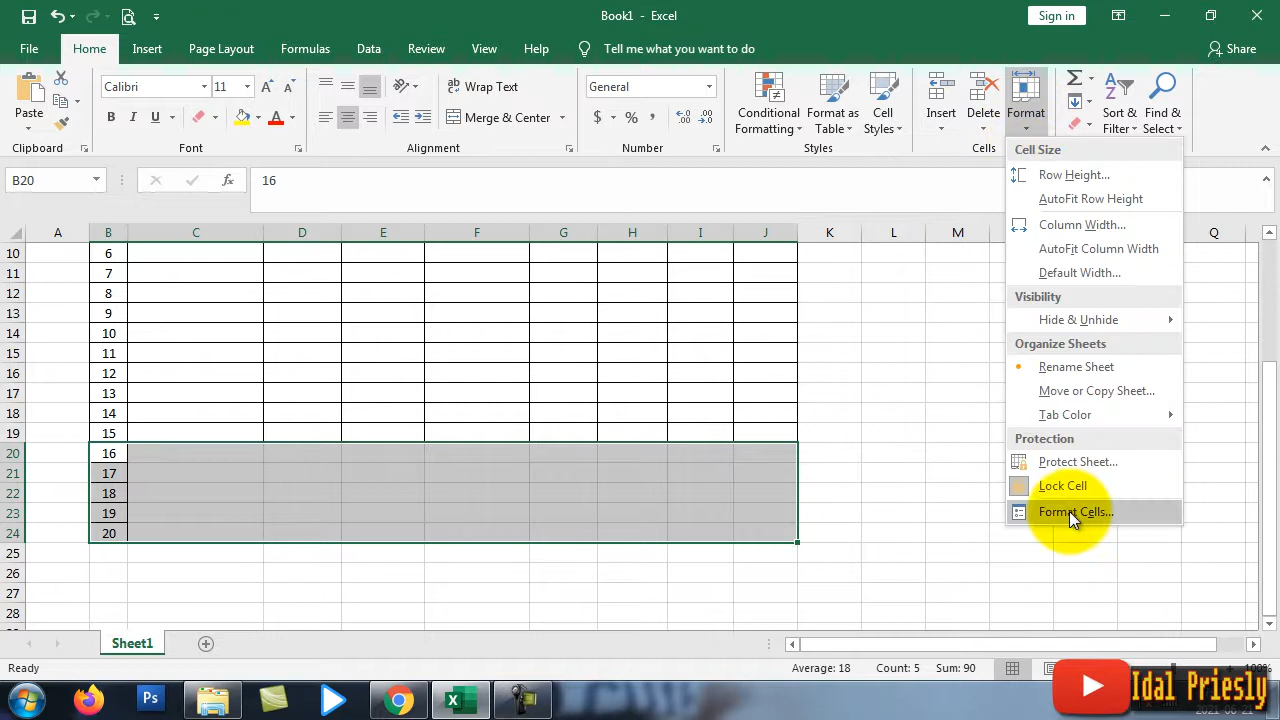 Book1 - Excel
Sign in
File Home Insert Page Layout Formulas Data Review View Help Tell me what you want to do Share
Calibri 11 Wrap Text General
Paste B I U Merge & Center $ % Conditional Formatting Format as Table Cell Styles Insert Delete Format Sort & Filter Find & Select
Clipboard Font Alignment Number Styles Cells
B20 fx 16
A B C D E F G H I J K L M Q
10 6
11 7
12 8
13 9
14 10
15 11
16 12
17 13
18 14
19 15
20 16
21 17
22 18
23 19
24 20
25
26
27
28
Cell Size
Row Height...
AutoFit Row Height
Column Width...
AutoFit Column Width
Default Width...
Visibility
Hide & Unhide
Organize Sheets
Rename Sheet
Move or Copy Sheet...
Tab Color
Protection
Protect Sheet...
Lock Cell
Format Cells...
Sheet1
Ready Average: 18 Count: 5 Sum: 90 100%
Ps
Idal Priesly
2021-06-21